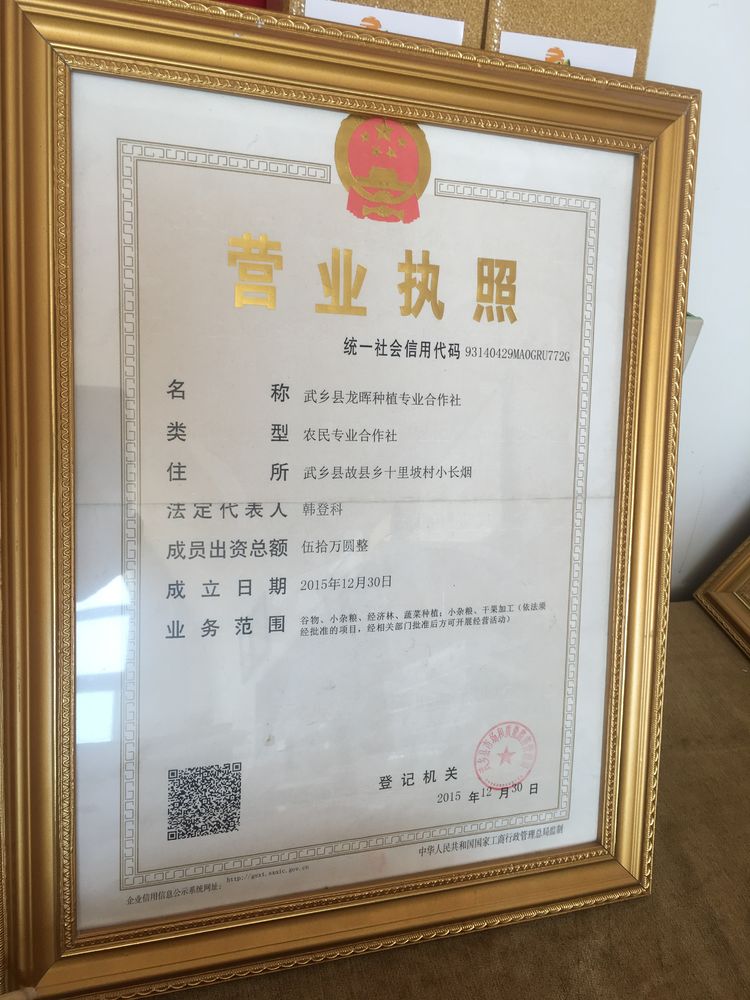 营业执照
统一社会信用代码 93140429MA0GRU772G
名称 武乡县龙晖种植专业合作社
类型 农民专业合作社
住所 武乡县故县乡十里坡村小长烟
法定代表人 韩登科
成员出资总额 伍拾万圆整
成立日期 2015年12月30日
业务范围 谷物、小杂粮、经济林、蔬菜种植；小杂粮、干果加工（依法须
经批准的项目，经相关部门批准后方可开展经营活动）
登记机关
2015 年 12 月 30 日
中华人民共和国国家工商行政管理总局监制
企业信用信息公示系统网址： http://gsxt.sxaic.gov.cn